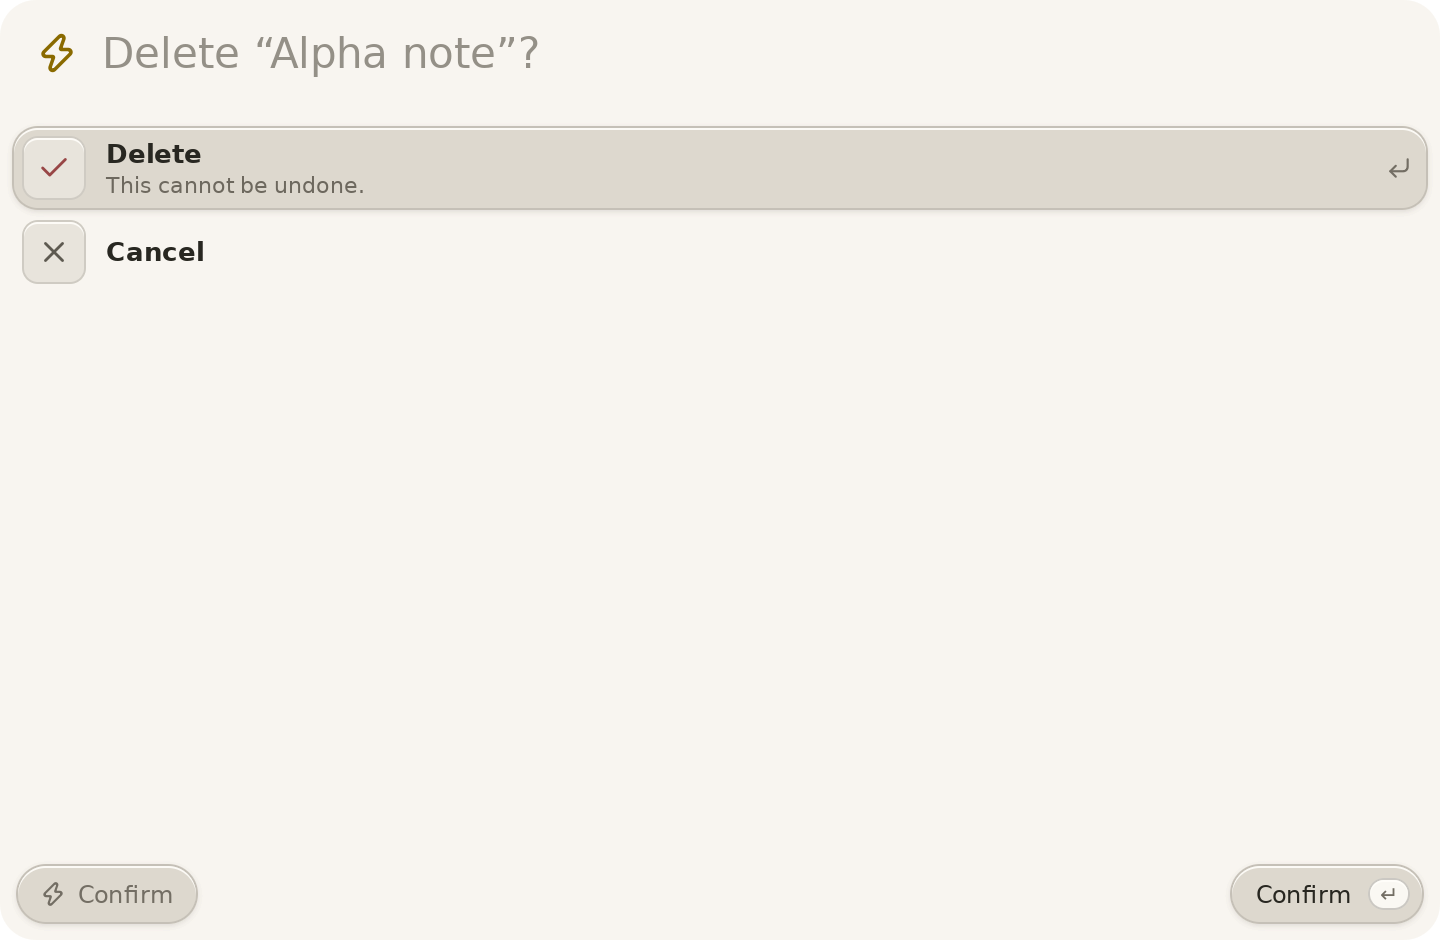 Delete “Alpha note”?
Delete
This cannot be undone.
Cancel
Confirm
Confirm